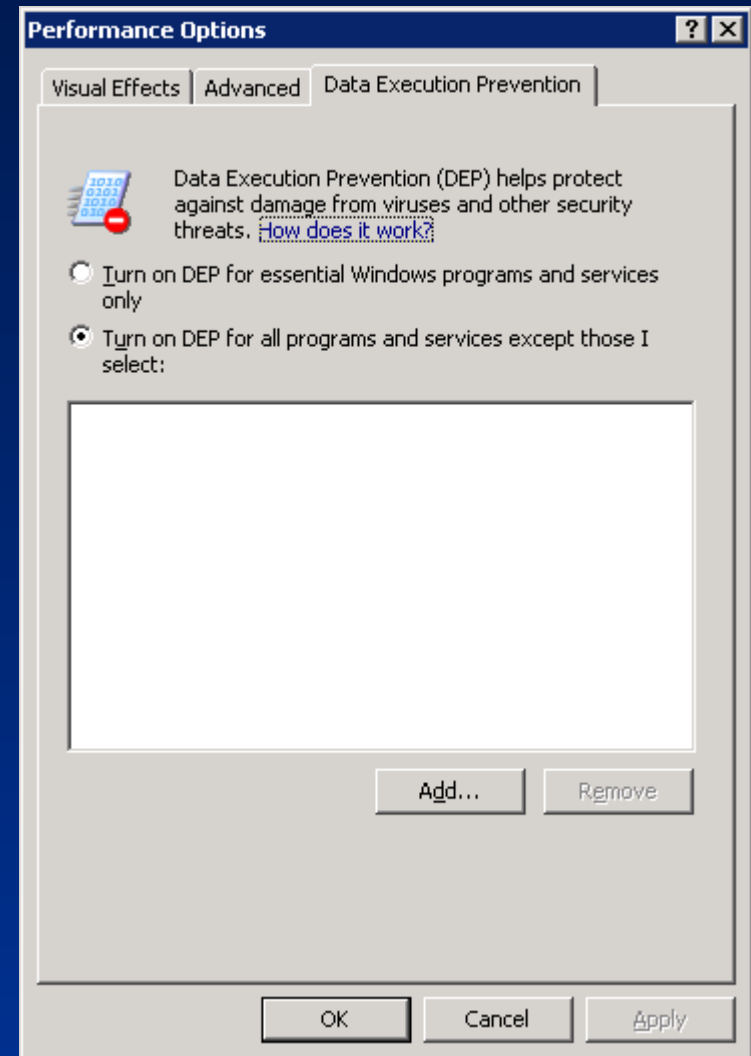 Performance Options
Visual Effects
Advanced
Data Execution Prevention
Data Execution Prevention (DEP) helps protect
against damage from viruses and other security
threats. How does it work?
Turn on DEP for essential Windows programs and services
only
Turn on DEP for all programs and services except those I
select:
Add...
Remove
OK
Cancel
Apply